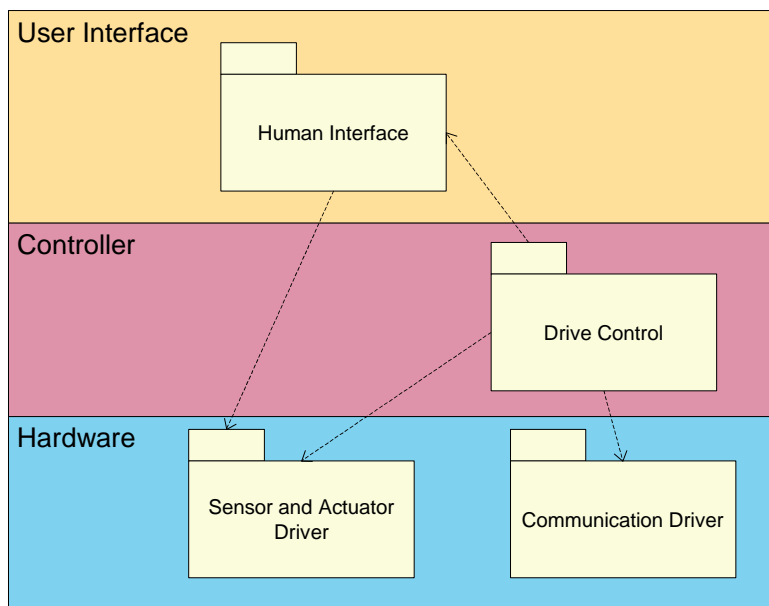 User Interface
Human Interface
Controller
Drive Control
Hardware
Sensor and Actuator
Driver
Communication Driver